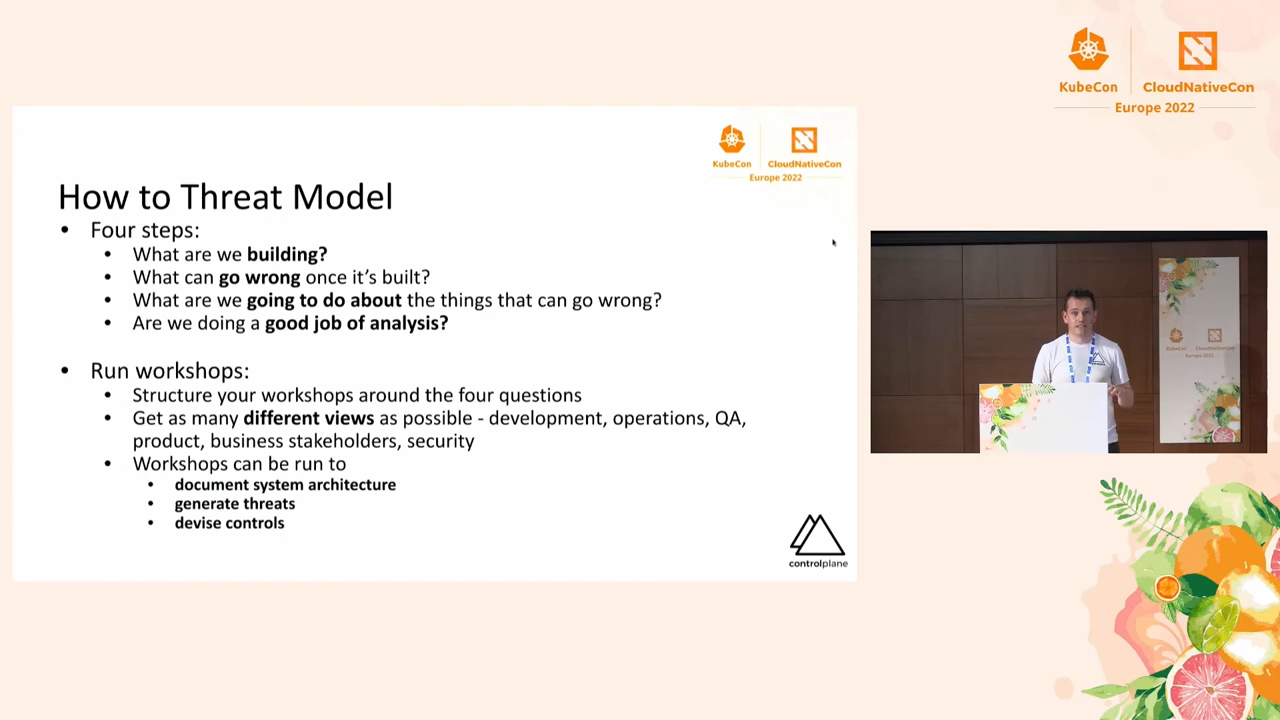 KubeCon
CloudNativeCon
Europe 2022
KubeCon
CloudNativeCon
Europe 2022
How to Threat Model
• Four steps:
• What are we building?
• What can go wrong once it's built?
• What are we going to do about the things that can go wrong?
• Are we doing a good job of analysis?
• Run workshops:
• Structure your workshops around the four questions
• Get as many different views as possible - development, operations, QA,
product, business stakeholders, security
• Workshops can be run to
• document system architecture
• generate threats
• devise controls
controlplane